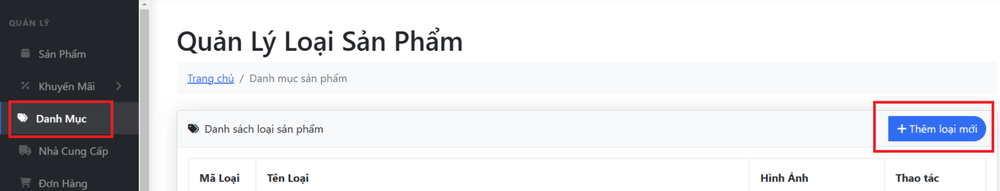 QUẢN LÝ
Sản Phẩm
Khuyến Mãi
Danh Mục
Nhà Cung Cấp
Đơn Hàng
Quản Lý Loại Sản Phẩm
Trang chủ / Danh mục sản phẩm
Danh sách loại sản phẩm
+ Thêm loại mới
Mã Loại Tên Loại Hình Ảnh Thao tác